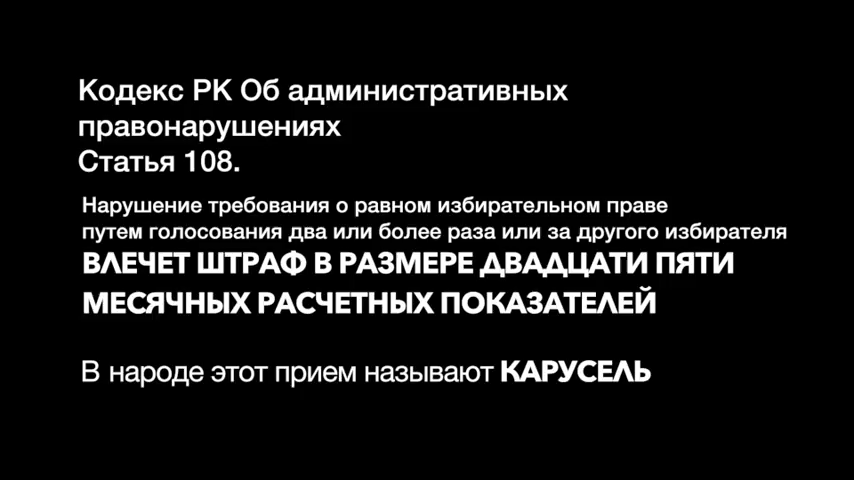 Кодекс РК Об административных
правонарушениях
Статья 108.
Нарушение требования о равном избирательном праве
путем голосования два или более раза или за другого избирателя
ВЛЕЧЕТ ШТРАФ В РАЗМЕРЕ ДВАДЦАТИ ПЯТИ
МЕСЯЧНЫХ РАСЧЕТНЫХ ПОКАЗАТЕЛЕЙ
В народе этот прием называют КАРУСЕЛЬ